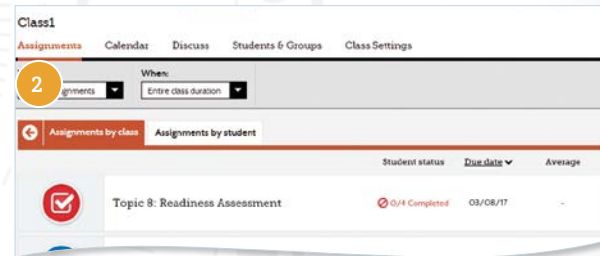 Class1
Assignments Calendar Discuss Students & Groups Class Settings
When:
2 Entire class duration
Assignments by class Assignments by student
Student status Due date Average
Topic 8: Readiness Assessment 0/4 Completed 03/08/17 -